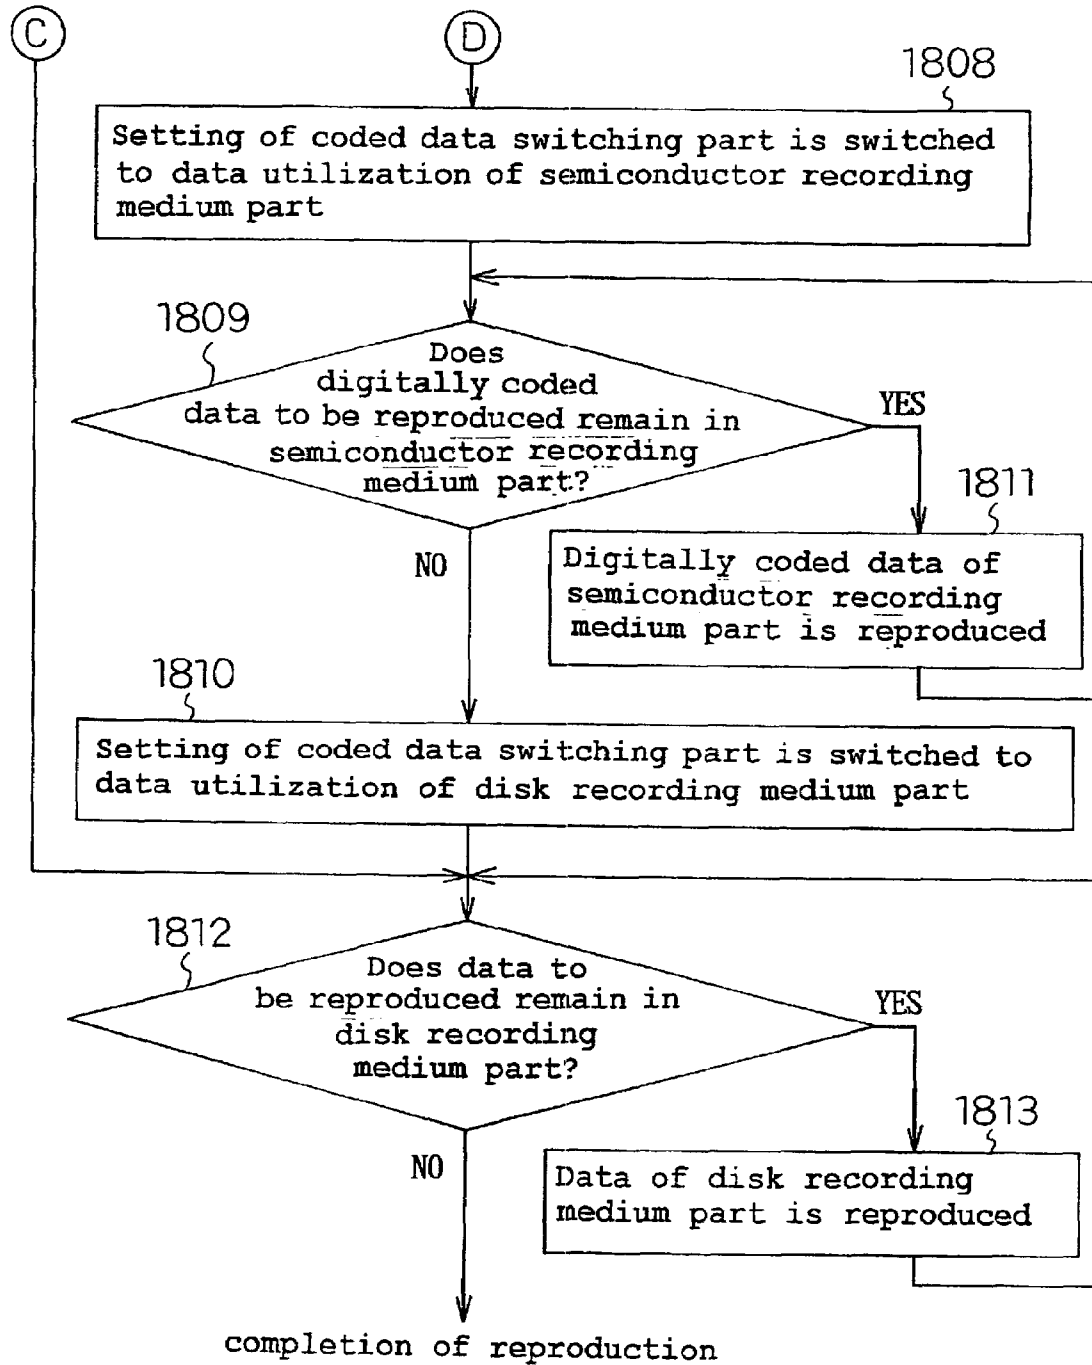 C
D
1808
Setting of coded data switching part is switched
to data utilization of semiconductor recording
medium part
1809
Does
digitally coded
data to be reproduced remain in
semiconductor recording
medium part?
YES
NO
1811
Digitally coded data of
semiconductor recording
medium part is reproduced
1810
Setting of coded data switching part is switched to
data utilization of disk recording medium part
1812
Does data to
be reproduced remain in
disk recording
medium part?
YES
NO
1813
Data of disk recording
medium part is reproduced
completion of reproduction